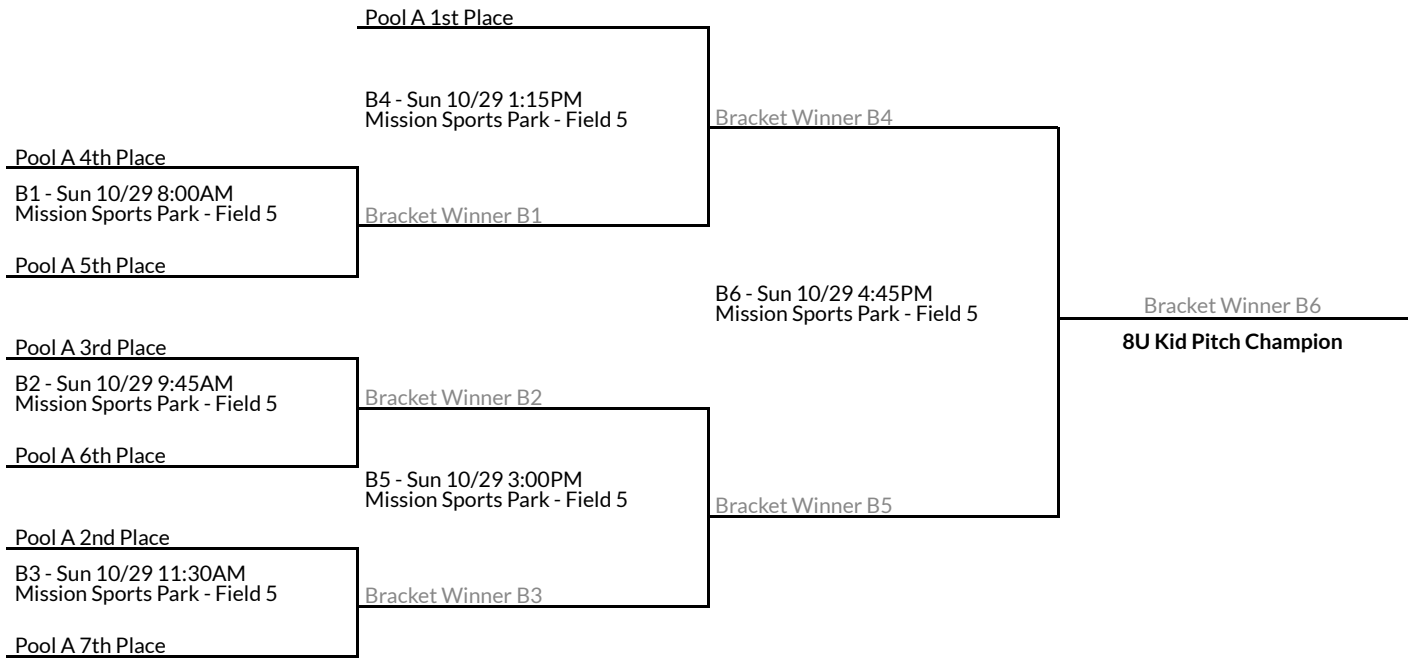 Pool A 1st Place
B4 - Sun 10/29 1:15PM
Mission Sports Park - Field 5
Bracket Winner B4
Pool A 4th Place
B1 - Sun 10/29 8:00AM
Mission Sports Park - Field 5
Bracket Winner B1
Pool A 5th Place
B6 - Sun 10/29 4:45PM
Mission Sports Park - Field 5
Bracket Winner B6
8U Kid Pitch Champion
Pool A 3rd Place
B2 - Sun 10/29 9:45AM
Mission Sports Park - Field 5
Bracket Winner B2
Pool A 6th Place
B5 - Sun 10/29 3:00PM
Mission Sports Park - Field 5
Bracket Winner B5
Pool A 2nd Place
B3 - Sun 10/29 11:30AM
Mission Sports Park - Field 5
Bracket Winner B3
Pool A 7th Place